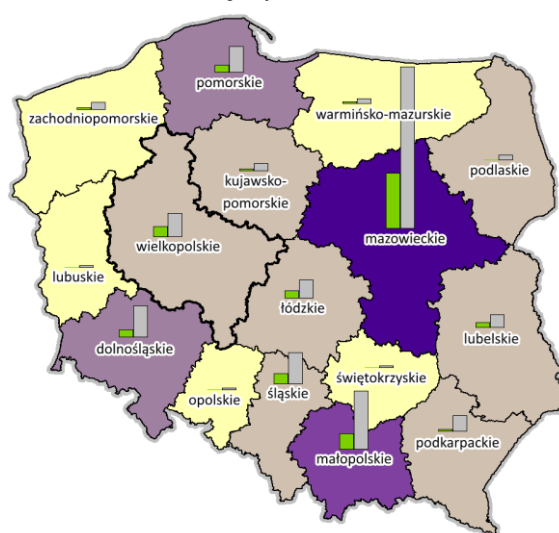 pomorskie
zachodniopomorskie
warmińsko-mazurskie
podlaskie
kujawsko-
pomorskie
mazowieckie
wielkopolskie
lubuskie
łódzkie
lubelskie
dolnośląskie
świętokrzyskie
śląskie
opolskie
podkarpackie
małopolskie